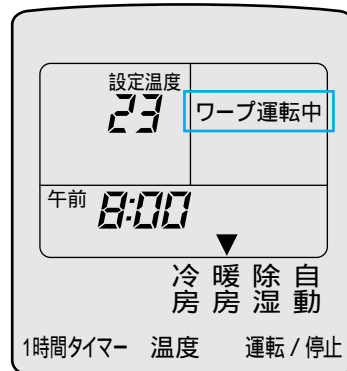 設定温度
23 ワープ運転中
午前 8:00
▼
冷房 暖房 除湿 自動
1時間タイマー 温度 運転 / 停止